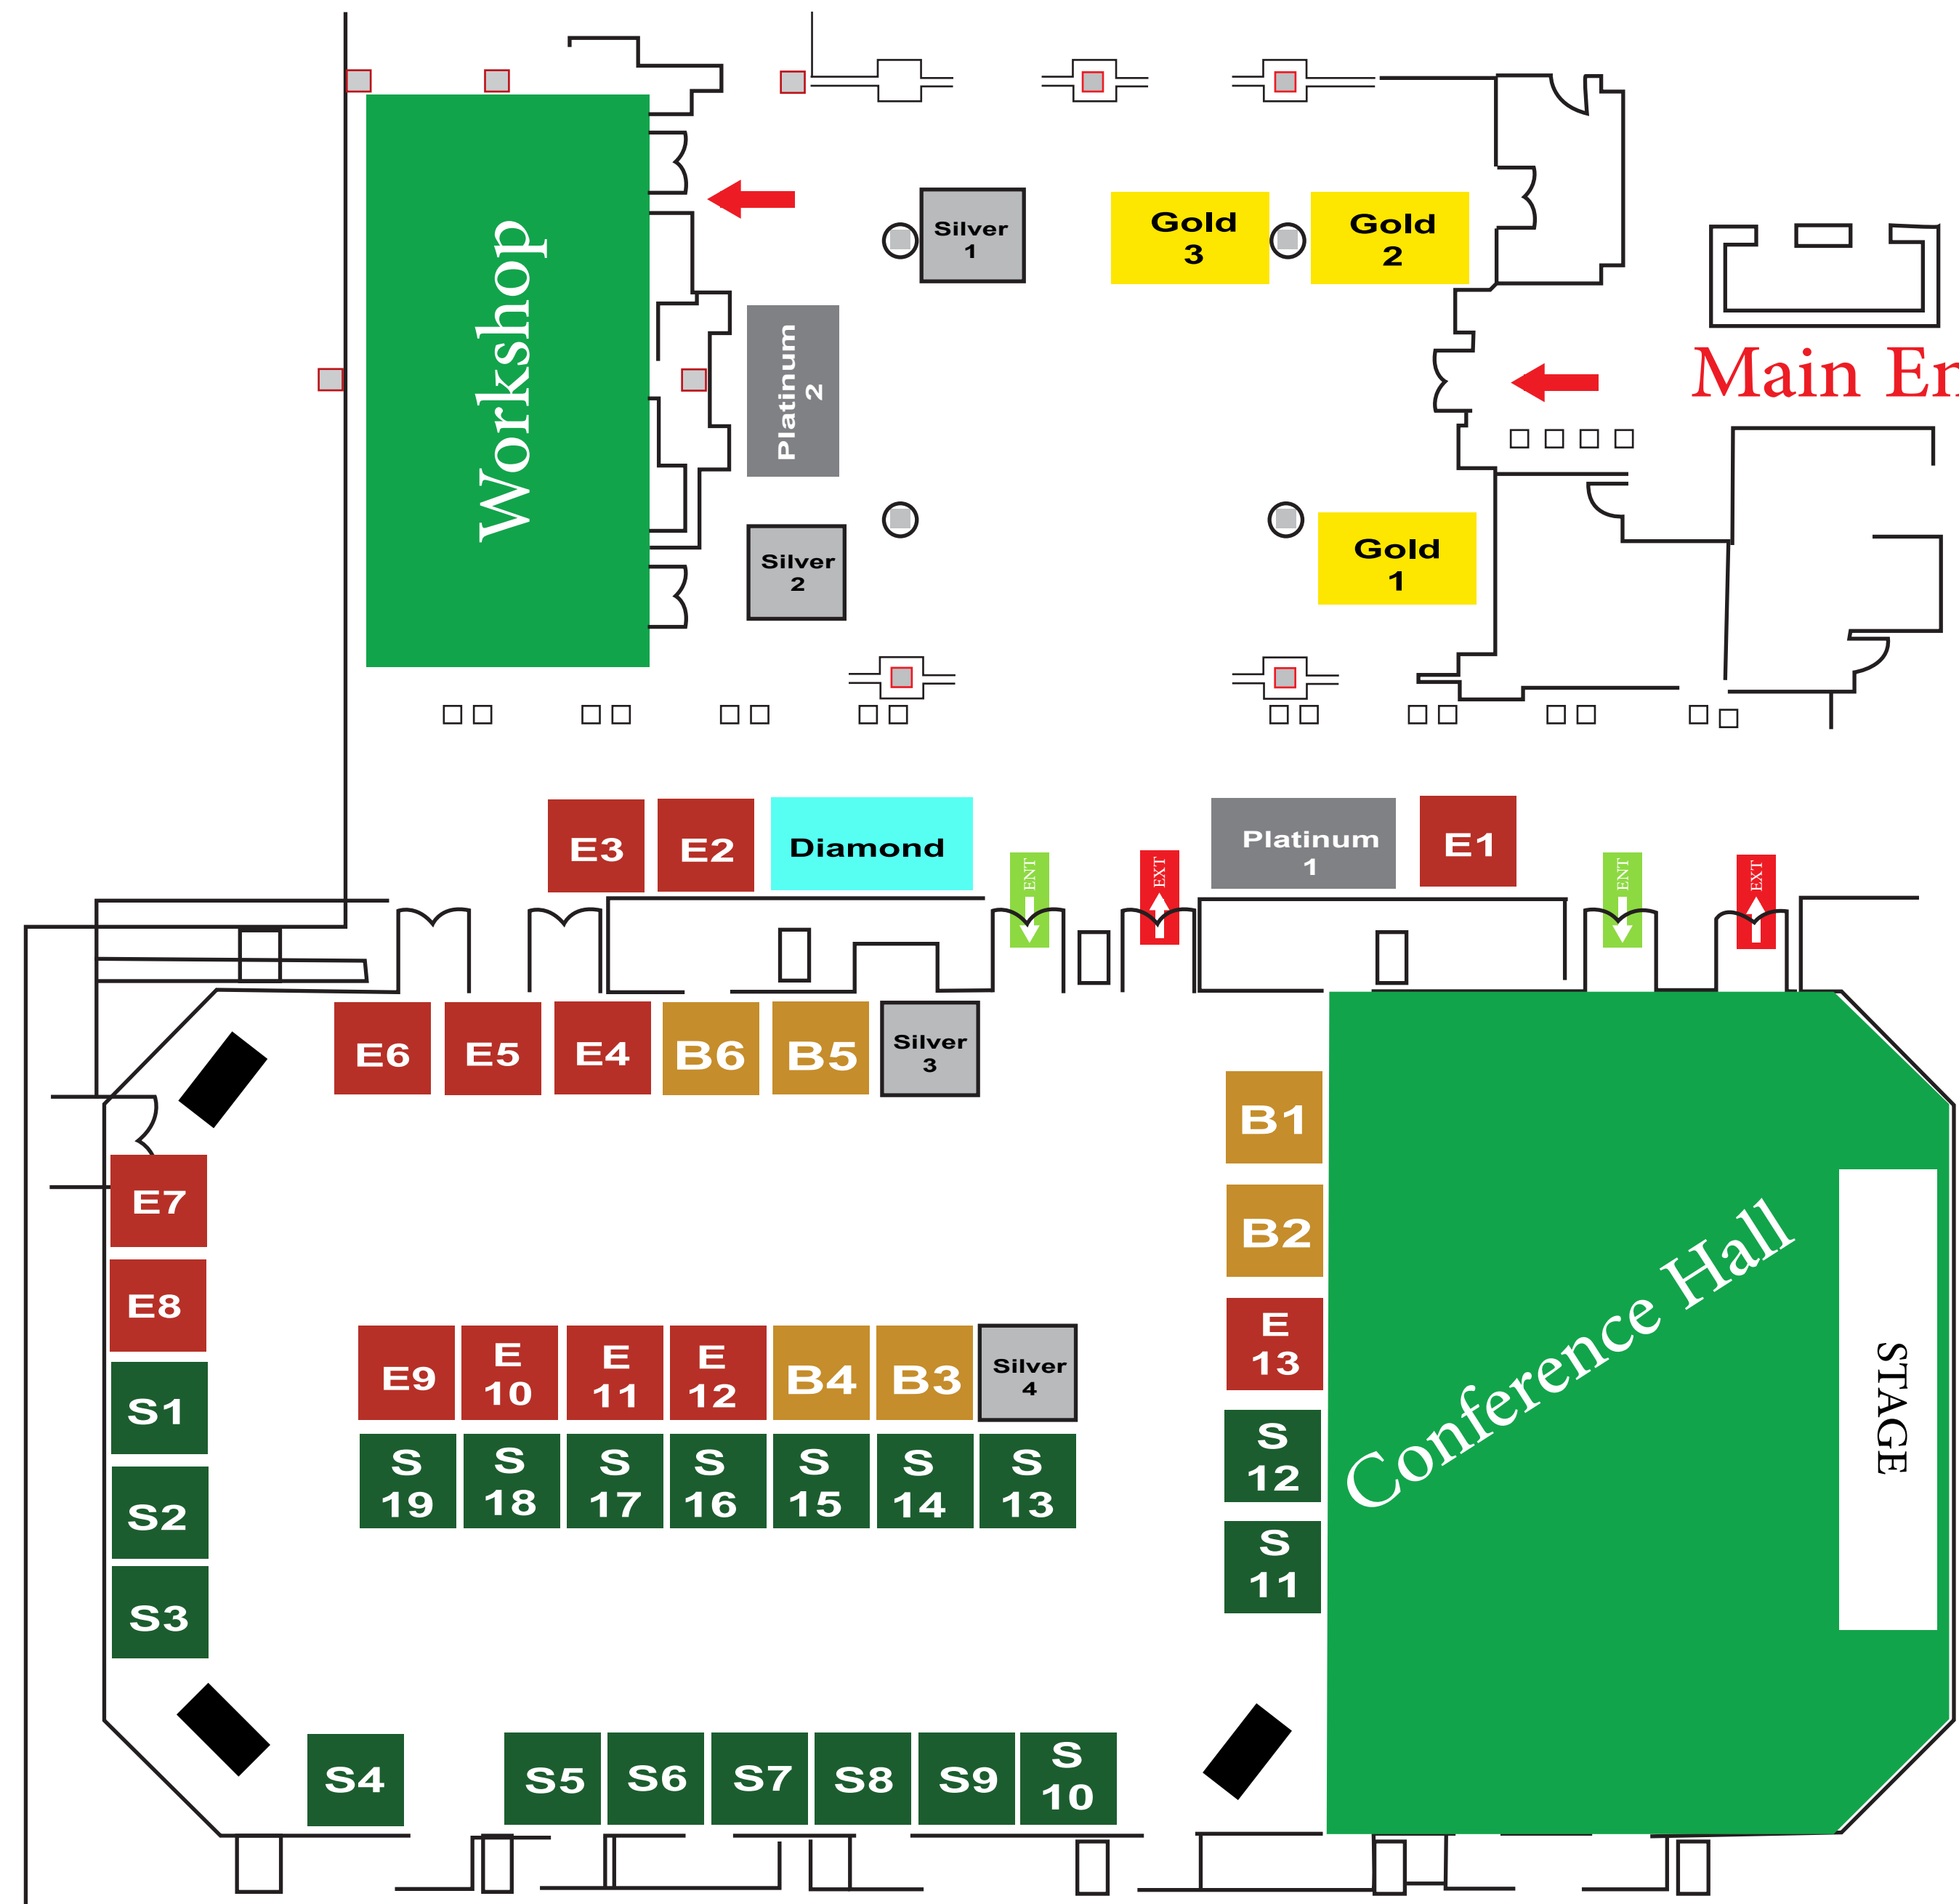 Workshop
Silver
1
Gold
3
Gold
2
Platinum
2
Main En
Silver
2
Gold
1
E3
E2
Diamond
ENT
EXT
Platinum
1
E1
ENT
EXT
E6
E5
E4
B6
B5
Silver
3
B1
E7
B2
E8
E
13
Conference Hall
STAGE
S1
E9
E
10
E
11
E
12
B4
B3
Silver
4
S
12
S2
S
19
S
18
S
17
S
16
S
15
S
14
S
13
S
11
S3
S4
S5
S6
S7
S8
S9
S
10